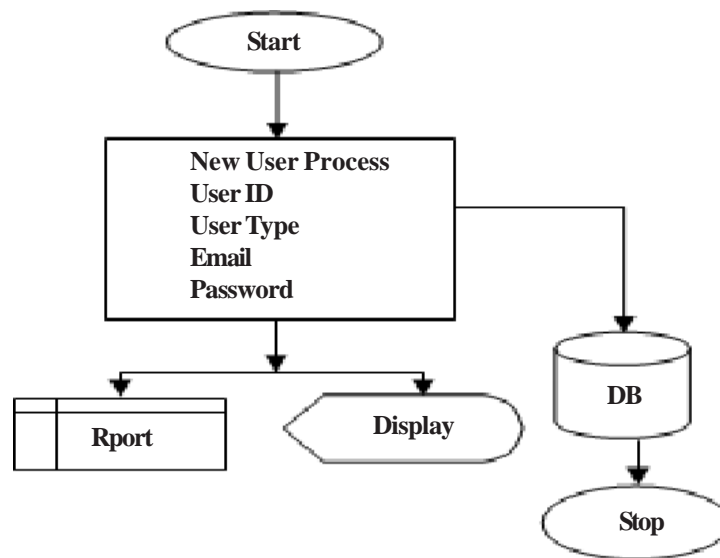 Start
New User Process
User ID
User Type
Email
Password
Rport
Display
DB
Stop